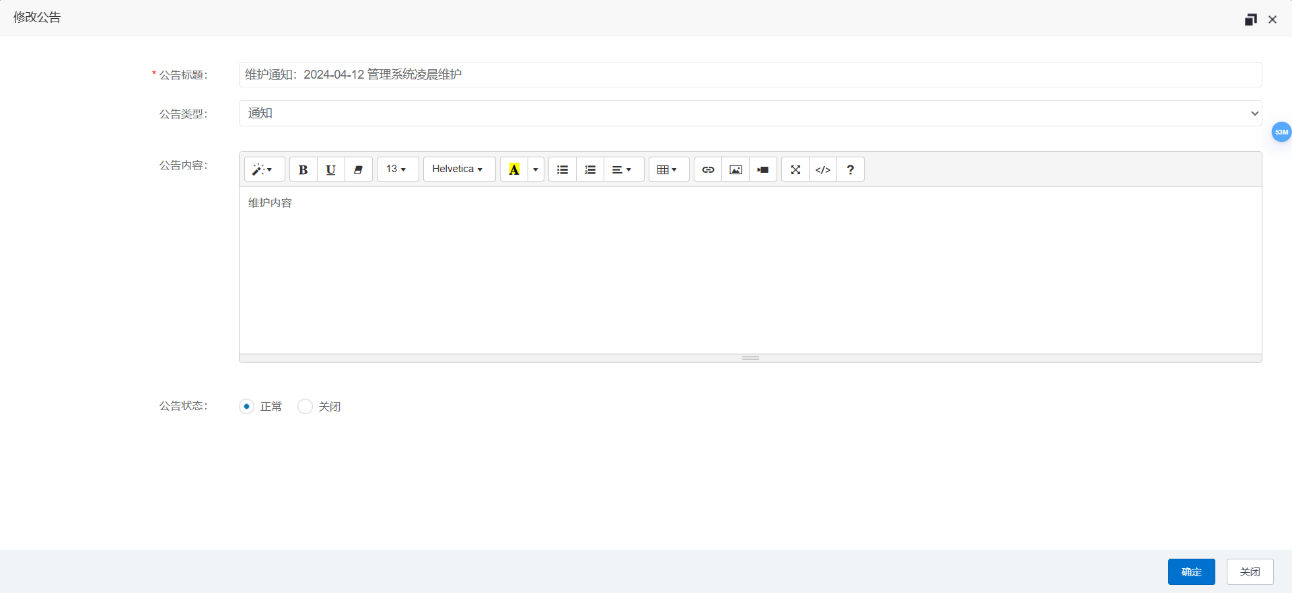 修改公告
* 公告标题： 维护通知：2024-04-12 管理系统凌晨维护
公告类型： 通知
53M
公告内容： B U 13 Helvetica A </> ?
维护内容
公告状态： 正常 关闭
确定 关闭